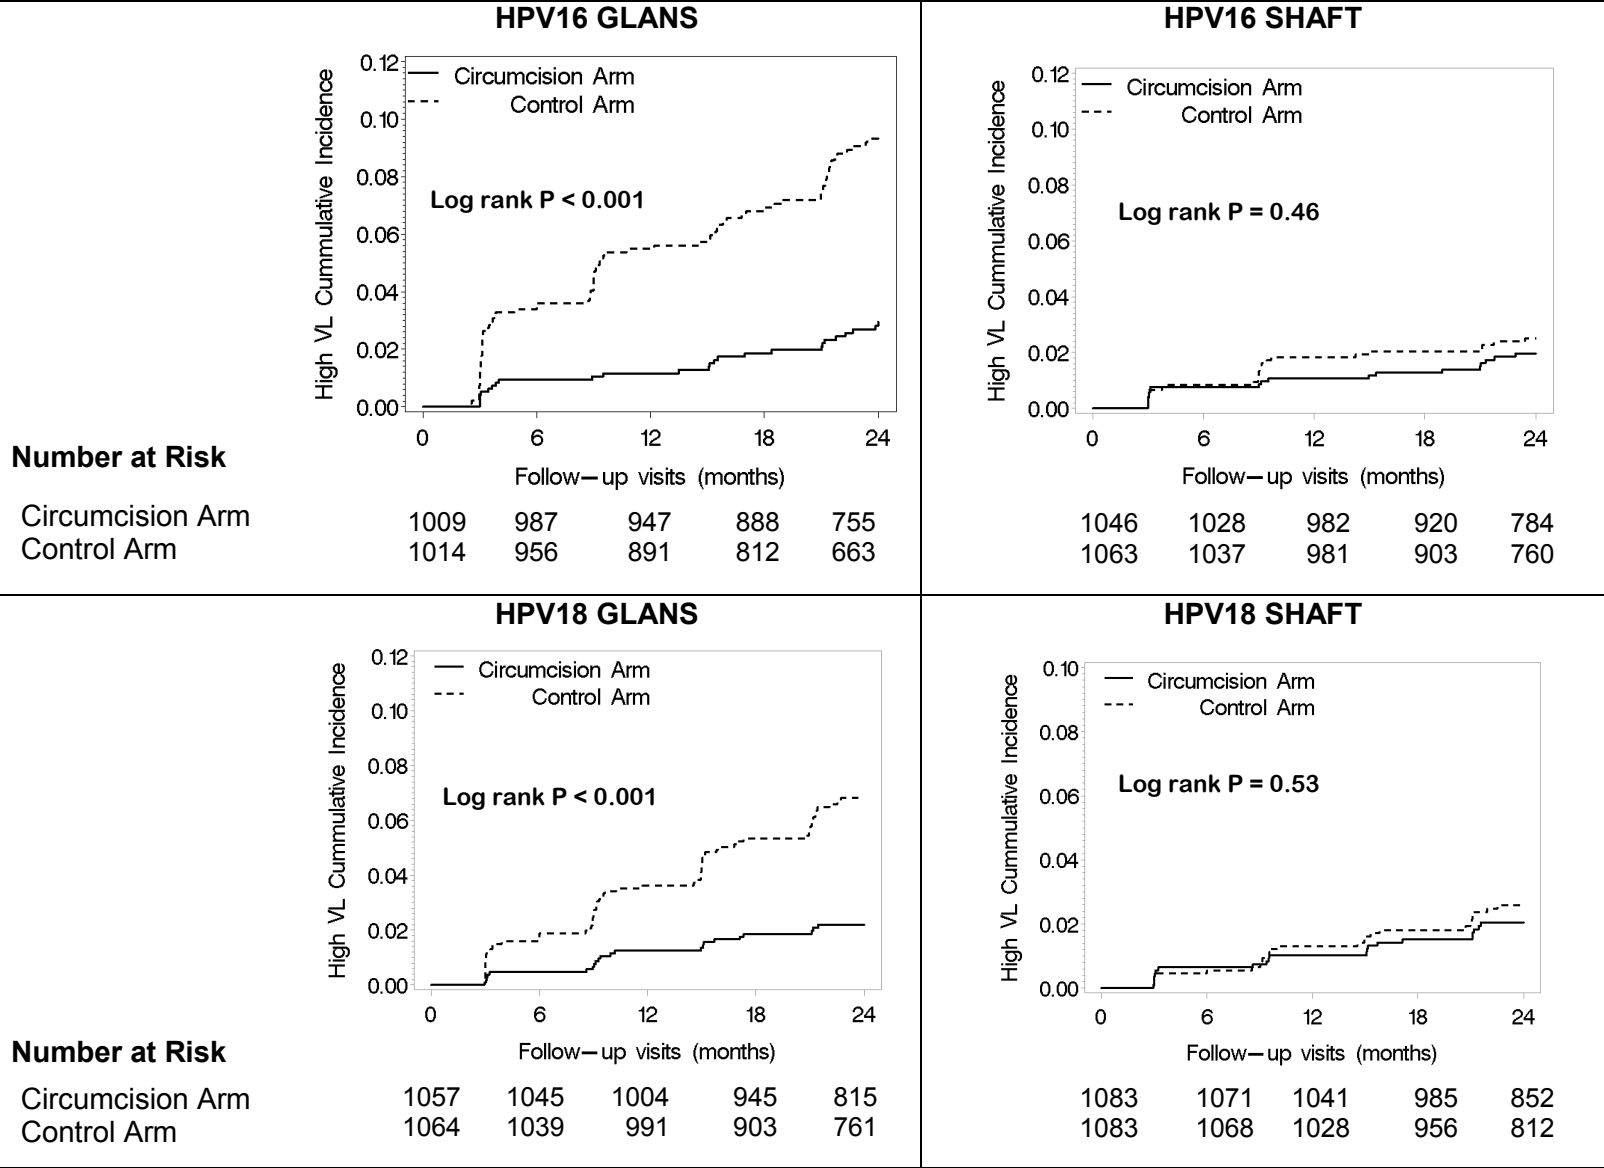 HPV16 GLANS
High VL Cummulative Incidence
0.12
0.10
0.08
0.06
0.04
0.02
0.00
Circumcision Arm
Control Arm
Log rank P < 0.001
0 6 12 18 24
Follow-up visits (months)
Number at Risk
Circumcision Arm 1009 987 947 888 755
Control Arm 1014 956 891 812 663
HPV16 SHAFT
High VL Cummulative Incidence
0.12
0.10
0.08
0.06
0.04
0.02
0.00
Circumcision Arm
Control Arm
Log rank P = 0.46
0 6 12 18 24
Follow-up visits (months)
1046 1028 982 920 784
1063 1037 981 903 760
HPV18 GLANS
High VL Cummulative Incidence
0.12
0.10
0.08
0.06
0.04
0.02
0.00
Circumcision Arm
Control Arm
Log rank P < 0.001
0 6 12 18 24
Follow-up visits (months)
Number at Risk
Circumcision Arm 1057 1045 1004 945 815
Control Arm 1064 1039 991 903 761
HPV18 SHAFT
High VL Cummulative Incidence
0.10
0.08
0.06
0.04
0.02
0.00
Circumcision Arm
Control Arm
Log rank P = 0.53
0 6 12 18 24
Follow-up visits (months)
1083 1071 1041 985 852
1083 1068 1028 956 812